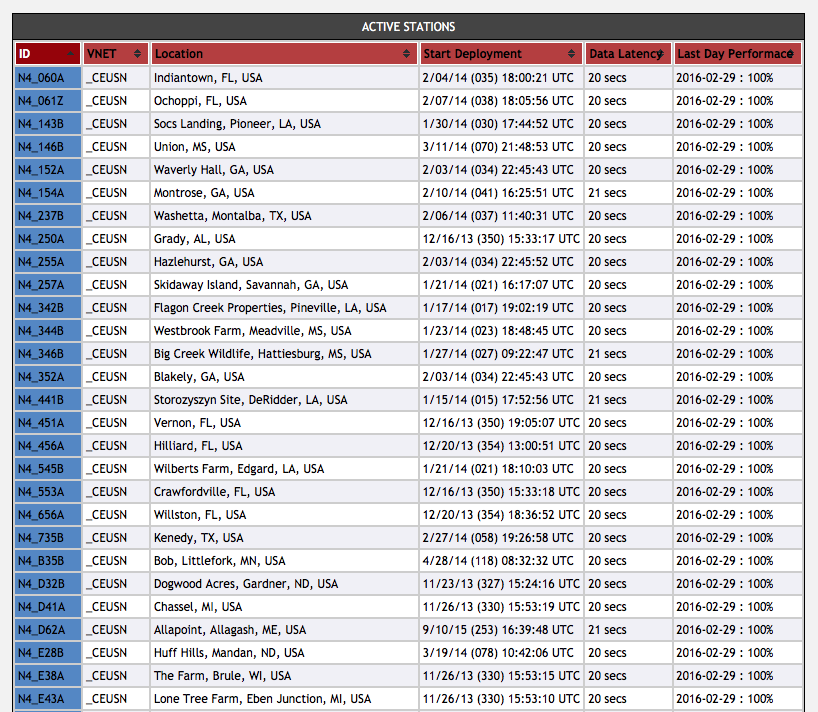 ACTIVE STATIONS
ID VNET Location Start Deployment Data Latency Last Day Performace
N4_060A _CEUSN Indiantown, FL, USA 2/04/14 (035) 18:00:21 UTC 20 secs 2016-02-29 : 100%
N4_061Z _CEUSN Ochoppi, FL, USA 2/07/14 (038) 18:05:56 UTC 20 secs 2016-02-29 : 100%
N4_143B _CEUSN Socs Landing, Pioneer, LA, USA 1/30/14 (030) 17:44:52 UTC 20 secs 2016-02-29 : 100%
N4_146B _CEUSN Union, MS, USA 3/11/14 (070) 21:48:53 UTC 20 secs 2016-02-29 : 100%
N4_152A _CEUSN Waverly Hall, GA, USA 2/03/14 (034) 22:45:43 UTC 20 secs 2016-02-29 : 100%
N4_154A _CEUSN Montrose, GA, USA 2/10/14 (041) 16:25:51 UTC 21 secs 2016-02-29 : 100%
N4_237B _CEUSN Washetta, Montalba, TX, USA 2/06/14 (037) 11:40:31 UTC 20 secs 2016-02-29 : 100%
N4_250A _CEUSN Grady, AL, USA 12/16/13 (350) 15:33:17 UTC 20 secs 2016-02-29 : 100%
N4_255A _CEUSN Hazlehurst, GA, USA 2/03/14 (034) 22:45:52 UTC 20 secs 2016-02-29 : 100%
N4_257A _CEUSN Skidaway Island, Savannah, GA, USA 1/21/14 (021) 16:17:07 UTC 20 secs 2016-02-29 : 100%
N4_342B _CEUSN Flagon Creek Properties, Pineville, LA, USA 1/17/14 (017) 19:02:19 UTC 20 secs 2016-02-29 : 100%
N4_344B _CEUSN Westbrook Farm, Meadville, MS, USA 1/23/14 (023) 18:48:45 UTC 20 secs 2016-02-29 : 100%
N4_346B _CEUSN Big Creek Wildlife, Hattiesburg, MS, USA 1/27/14 (027) 09:22:47 UTC 21 secs 2016-02-29 : 100%
N4_352A _CEUSN Blakely, GA, USA 2/03/14 (034) 22:45:43 UTC 20 secs 2016-02-29 : 100%
N4_441B _CEUSN Storozyszyn Site, DeRidder, LA, USA 1/15/14 (015) 17:52:56 UTC 21 secs 2016-02-29 : 100%
N4_451A _CEUSN Vernon, FL, USA 12/16/13 (350) 19:05:07 UTC 20 secs 2016-02-29 : 100%
N4_456A _CEUSN Hilliard, FL, USA 12/20/13 (354) 13:00:51 UTC 20 secs 2016-02-29 : 100%
N4_545B _CEUSN Wilberts Farm, Edgard, LA, USA 1/21/14 (021) 18:10:03 UTC 20 secs 2016-02-29 : 100%
N4_553A _CEUSN Crawfordville, FL, USA 12/16/13 (350) 15:33:18 UTC 20 secs 2016-02-29 : 100%
N4_656A _CEUSN Willston, FL, USA 12/20/13 (354) 18:36:52 UTC 20 secs 2016-02-29 : 100%
N4_735B _CEUSN Kenedy, TX, USA 2/27/14 (058) 19:26:58 UTC 20 secs 2016-02-29 : 100%
N4_B35B _CEUSN Bob, Littlefork, MN, USA 4/28/14 (118) 08:32:32 UTC 20 secs 2016-02-29 : 100%
N4_D32B _CEUSN Dogwood Acres, Gardner, ND, USA 11/23/13 (327) 15:24:16 UTC 20 secs 2016-02-29 : 100%
N4_D41A _CEUSN Chassel, MI, USA 11/26/13 (330) 15:53:19 UTC 20 secs 2016-02-29 : 100%
N4_D62A _CEUSN Allapoint, Allagash, ME, USA 9/10/15 (253) 16:39:48 UTC 21 secs 2016-02-29 : 100%
N4_E28B _CEUSN Huff Hills, Mandan, ND, USA 3/19/14 (078) 10:42:06 UTC 20 secs 2016-02-29 : 100%
N4_E38A _CEUSN The Farm, Brule, WI, USA 11/26/13 (330) 15:53:15 UTC 20 secs 2016-02-29 : 100%
N4_E43A _CEUSN Lone Tree Farm, Eben Junction, MI, USA 11/26/13 (330) 15:53:10 UTC 20 secs 2016-02-29 : 100%